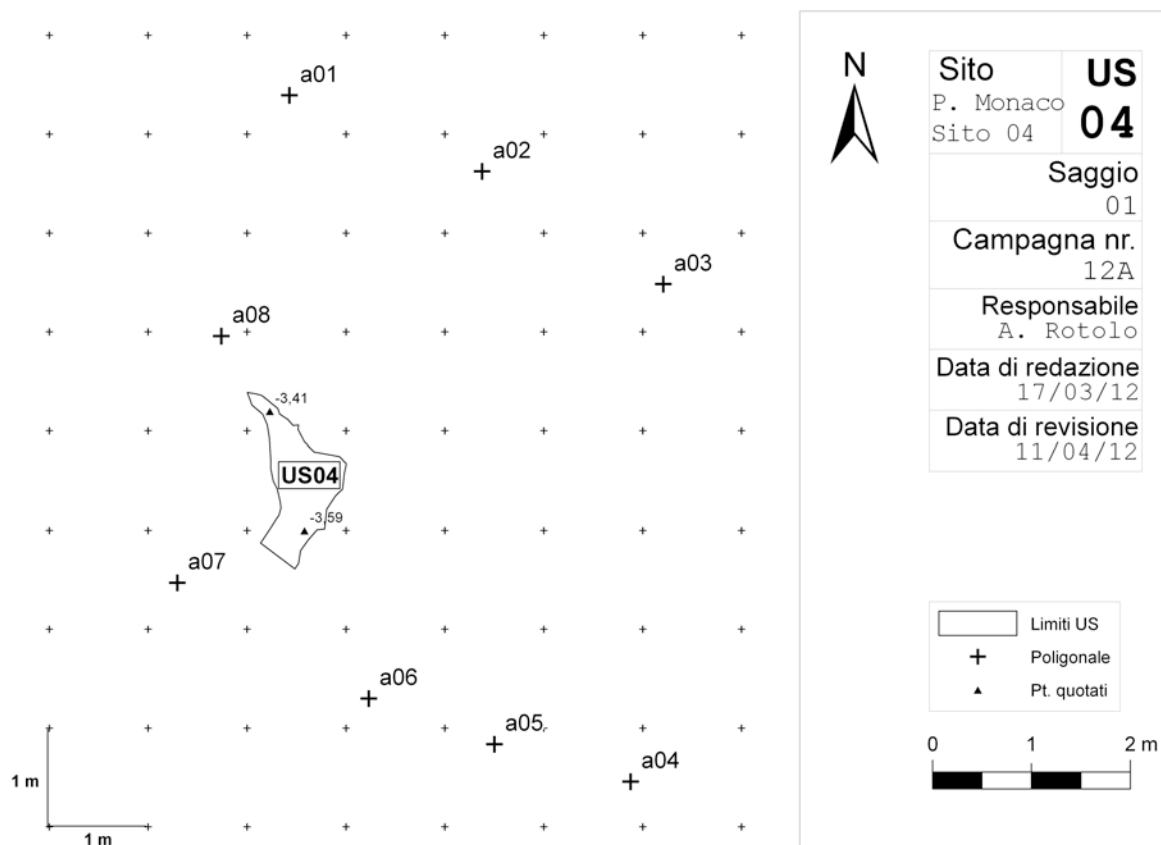 a01
a02
a03
a08
-3,41
US04
-3,59
a07
a06
a05
a04
1 m
1 m
N
Sito
P. Monaco
Sito 04
US
04
Saggio
01
Campagna nr.
12A
Responsabile
A. Rotolo
Data di redazione
17/03/12
Data di revisione
11/04/12
Limiti US
Poligonale
Pt. quotati
0 1 2 m